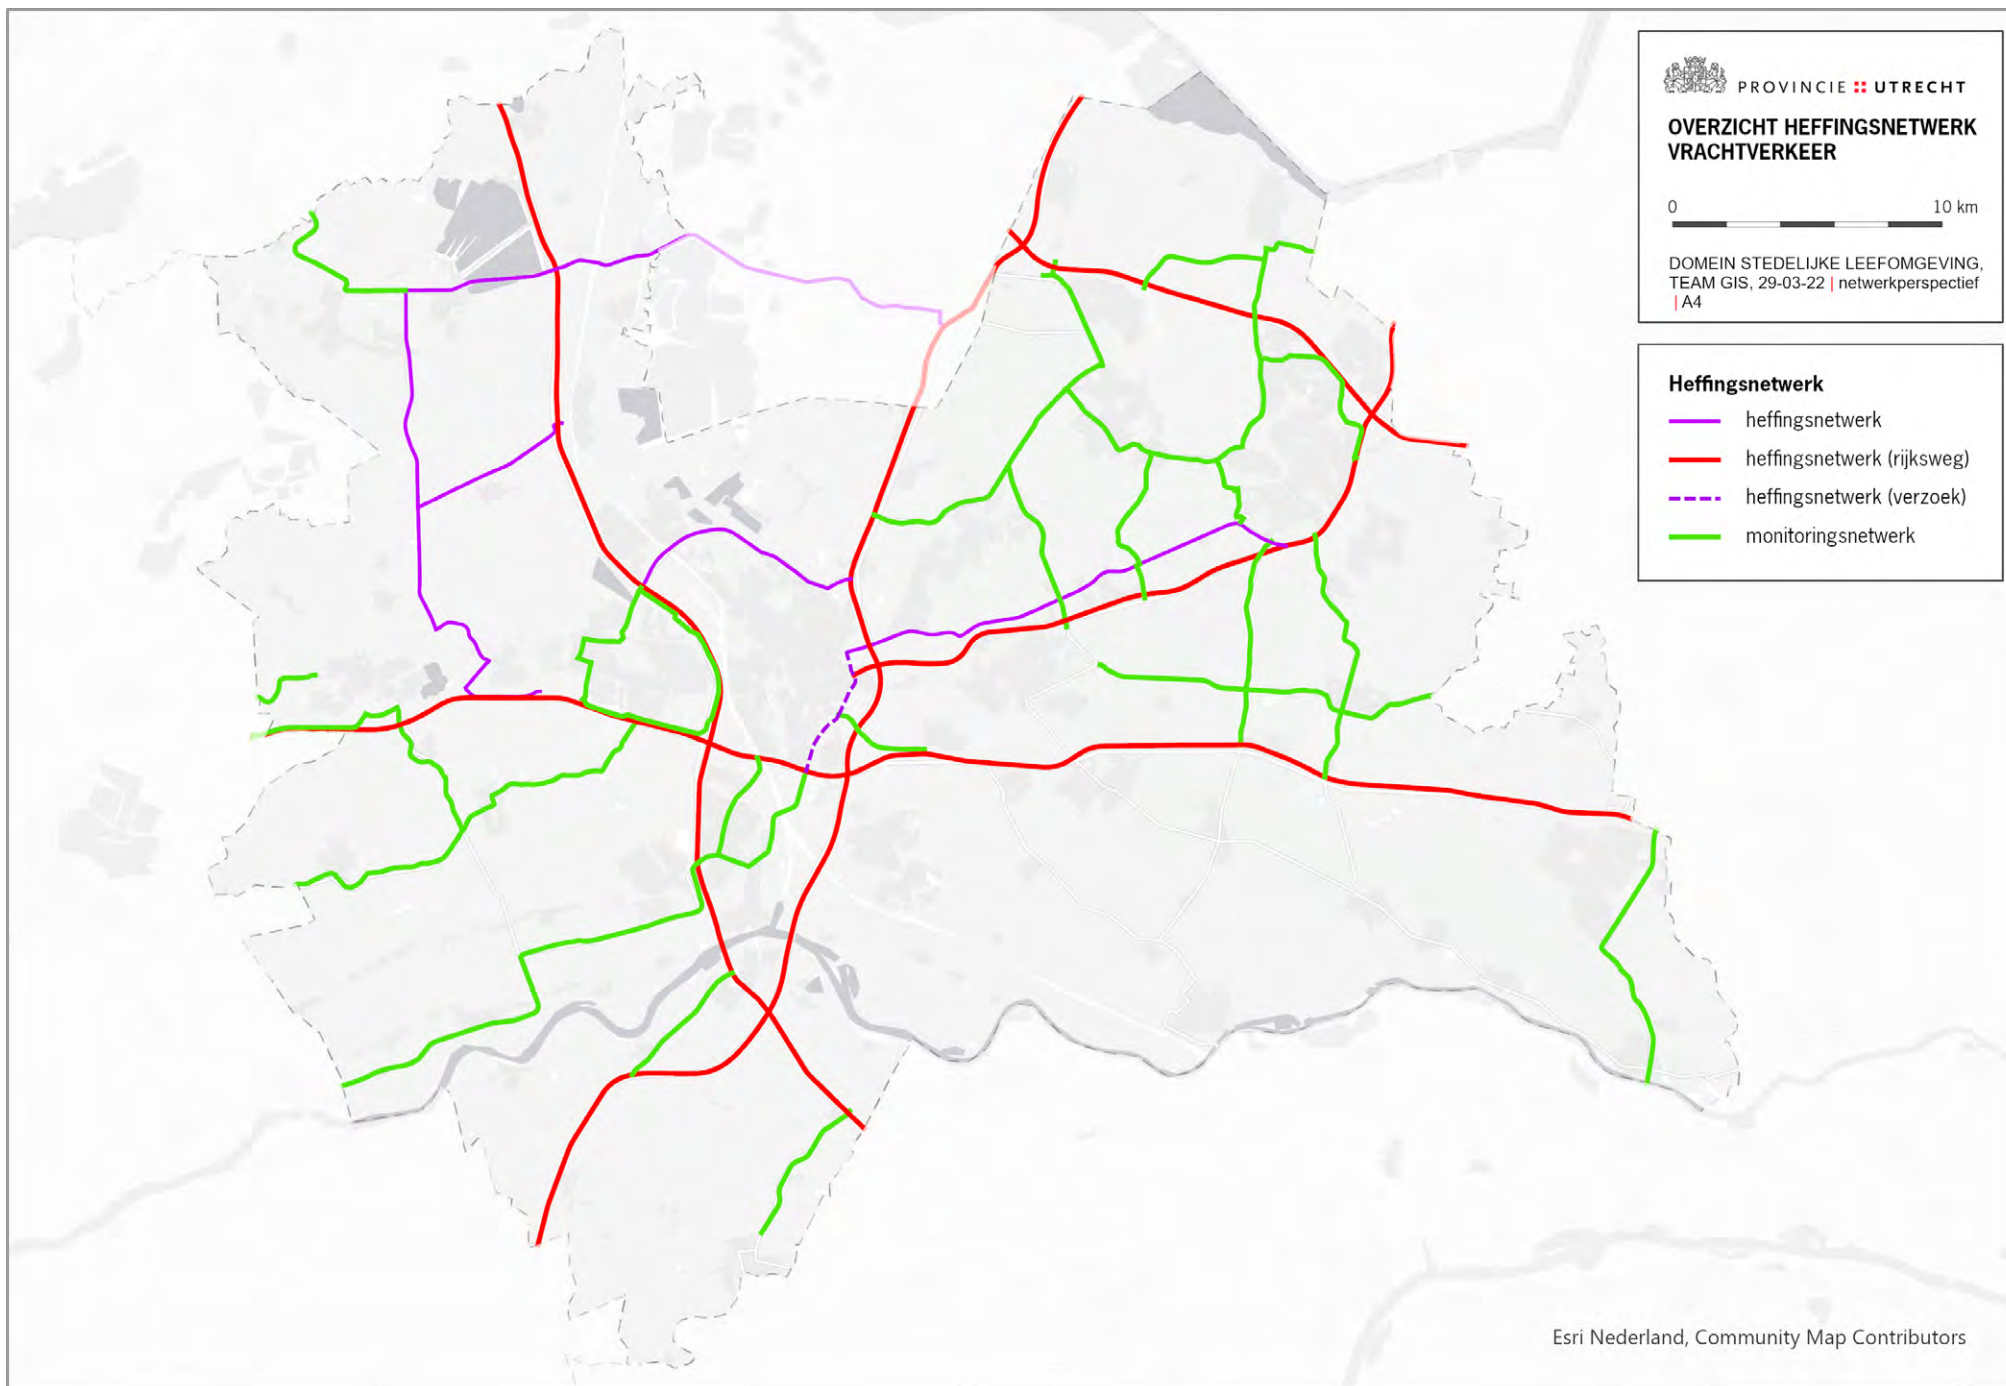 PROVINCIE UTRECHT
OVERZICHT HEFFINGSNETWERK
VRACHTVERKEER
0 10 km
DOMEIN STEDELIJKE LEEFOMGEVING,
TEAM GIS, 29-03-22 | netwerkperspectief
| A4
Heffingsnetwerk
heffingsnetwerk
heffingsnetwerk (rijksweg)
heffingsnetwerk (verzoek)
monitoringsnetwerk
Esri Nederland, Community Map Contributors